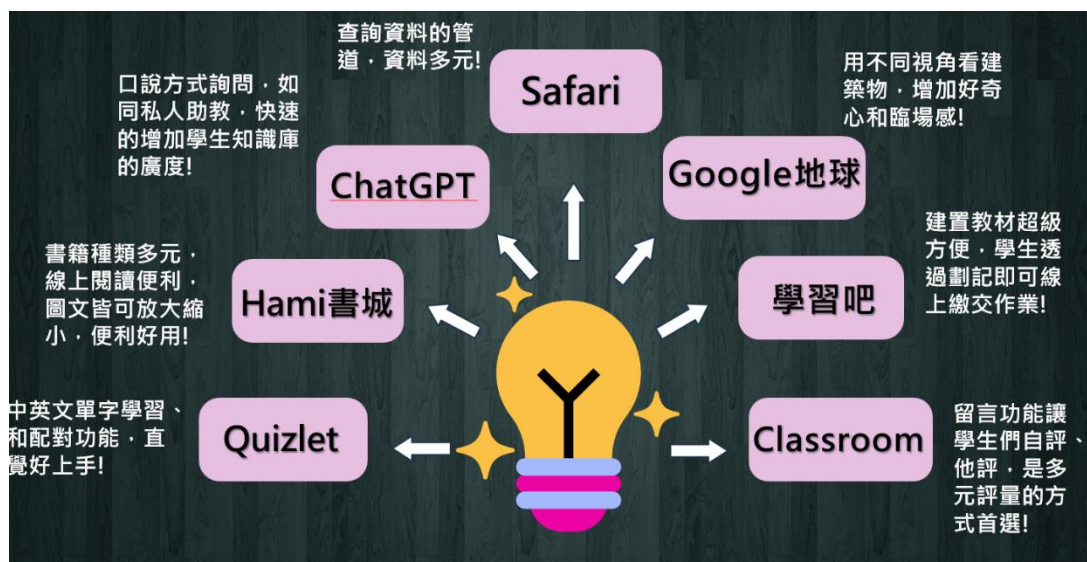 查詢資料的管
道，資料多元!
Safari
口說方式詢問，如
同私人助教，快速
的增加學生知識庫
的廣度!
ChatGPT
用不同視角看建
築物，增加好奇
心和臨場感!
Google地球
書籍種類多元，
線上閱讀便利，
圖文皆可放大縮
小，便利好用!
Hami書城
建置教材超級
方便，學生透
過劃記即可線
上繳交作業!
學習吧
中英文單字學習、
和配對功能，直
覺好上手!
Quizlet
Classroom
留言功能讓
學生們自評、
他評，是多
元評量的方
式首選!